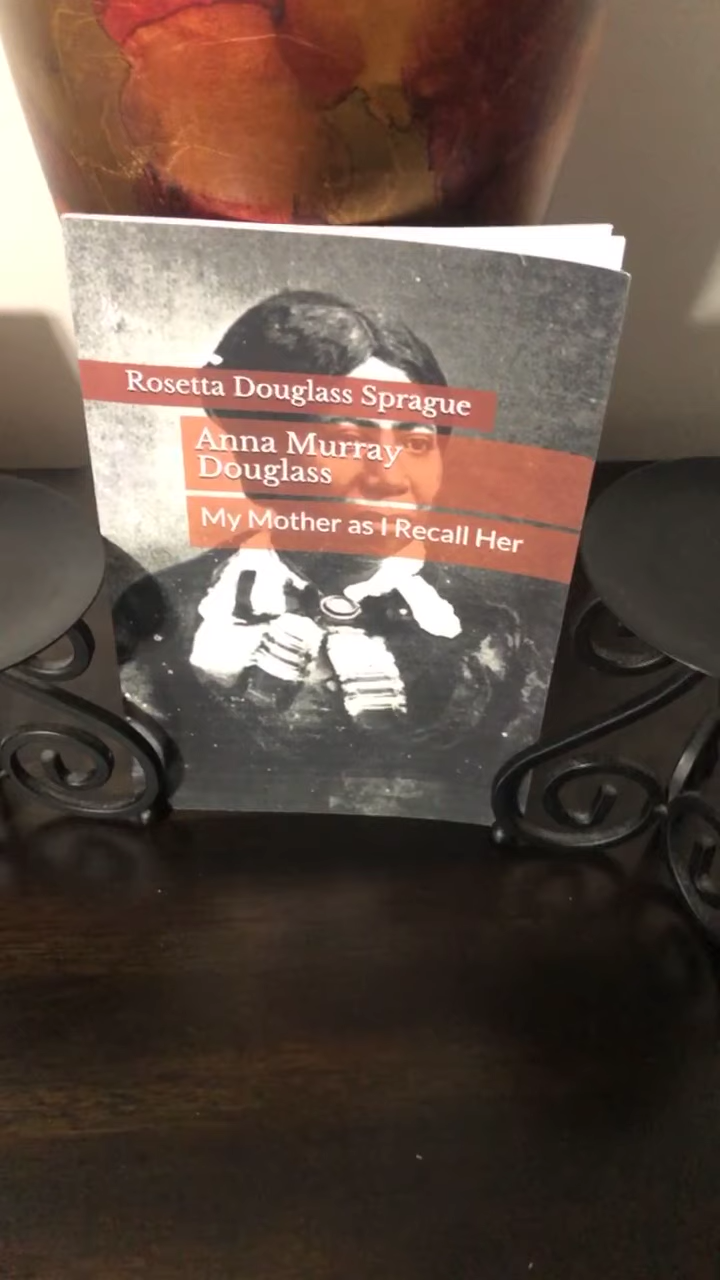 Rosetta Douglass Sprague
Anna Murray
Douglass
My Mother as I Recall Her